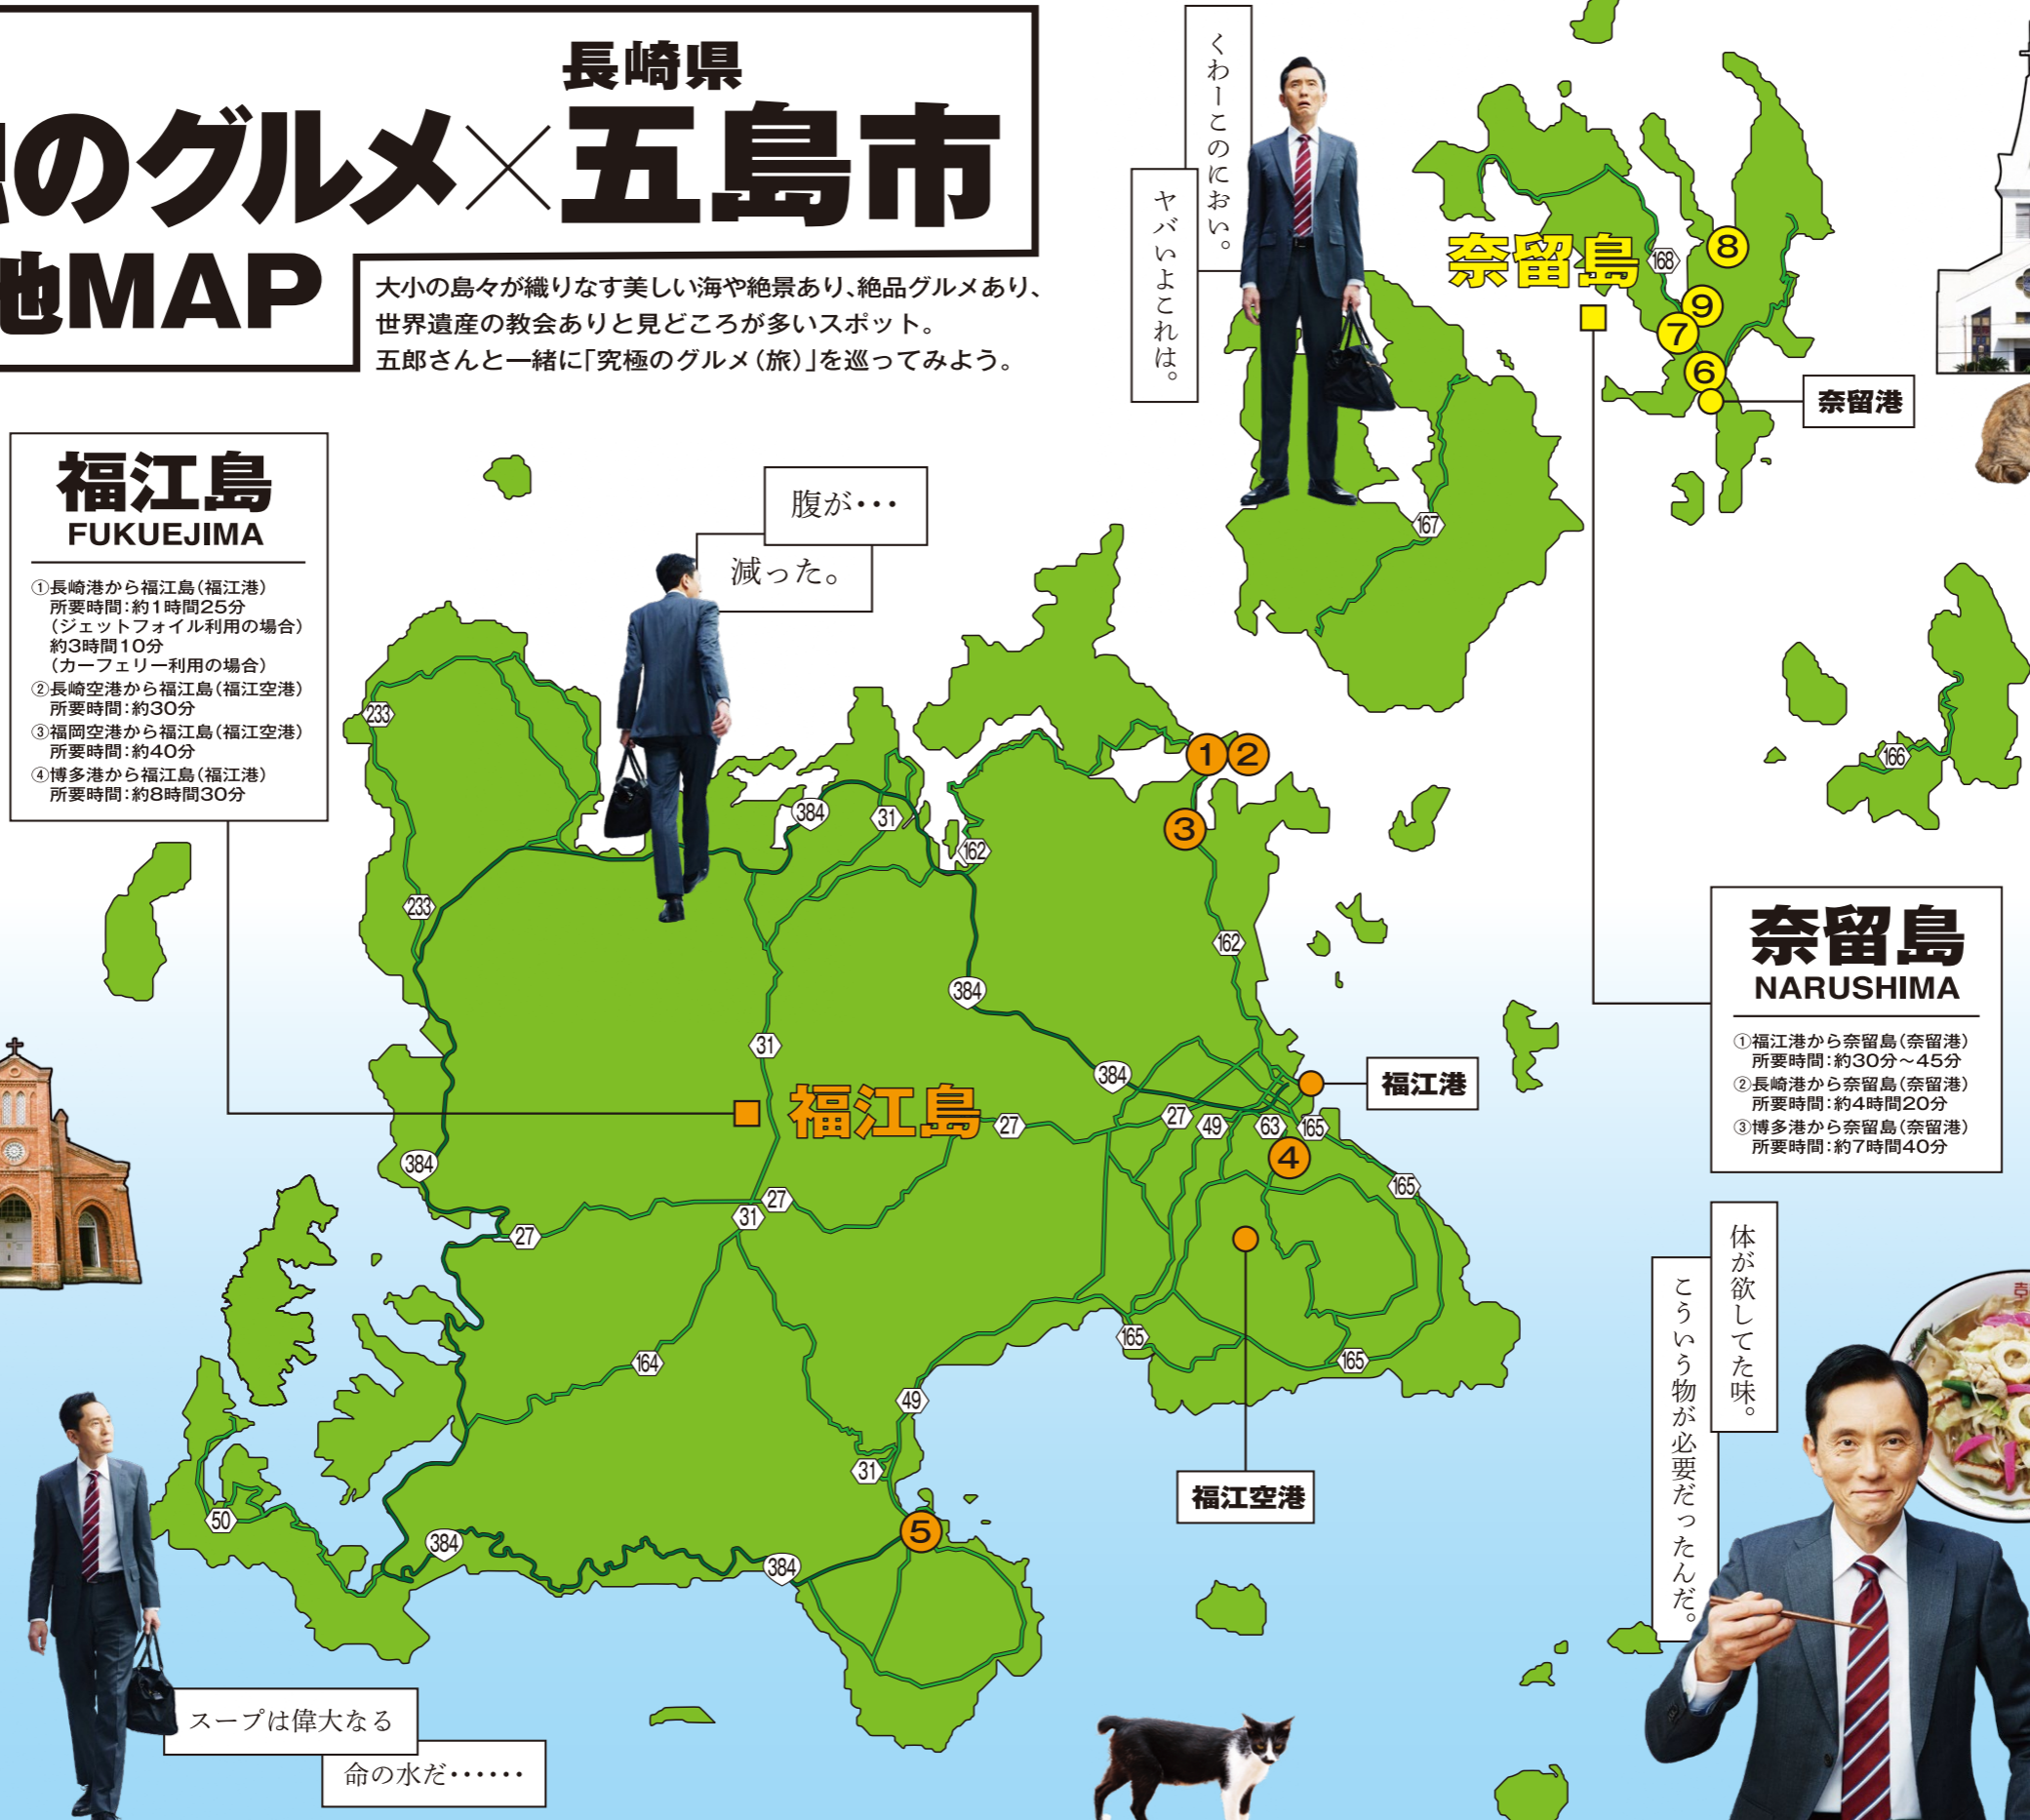 長崎県
のグルメ×五島市
地MAP
大小の島々が織りなす美しい海や絶景あり、絶品グルメあり、
世界遺産の教会ありと見どころが多いスポット。
五郎さんと一緒に「究極のグルメ(旅)」を巡ってみよう。
くわーこのにおい。
ヤバいよこれは。
奈留島
168
8
9
7
6
奈留港
167
166
福江島
FUKUEJIMA
①長崎港から福江島(福江港)
所要時間:約1時間25分
(ジェットフォイル利用の場合)
約3時間10分
(カーフェリー利用の場合)
②長崎空港から福江島(福江空港)
所要時間:約30分
③福岡空港から福江島(福江空港)
所要時間:約40分
④博多港から福江島(福江港)
所要時間:約8時間30分
腹が・・・
減った。
233
384
31
162
1
2
3
233
162
384
31
384
福江港
福江島
27
27
49
63
165
4
384
27
31
27
165
164
165
165
49
31
福江空港
50
384
384
5
奈留島
NARUSHIMA
①福江港から奈留島(奈留港)
所要時間:約30分〜45分
②長崎港から奈留島(奈留港)
所要時間:約4時間20分
③博多港から奈留島(奈留港)
所要時間:約7時間40分
体が欲してた味。
こういう物が必要だったんだ。
スープは偉大なる
命の水だ・・・・・・